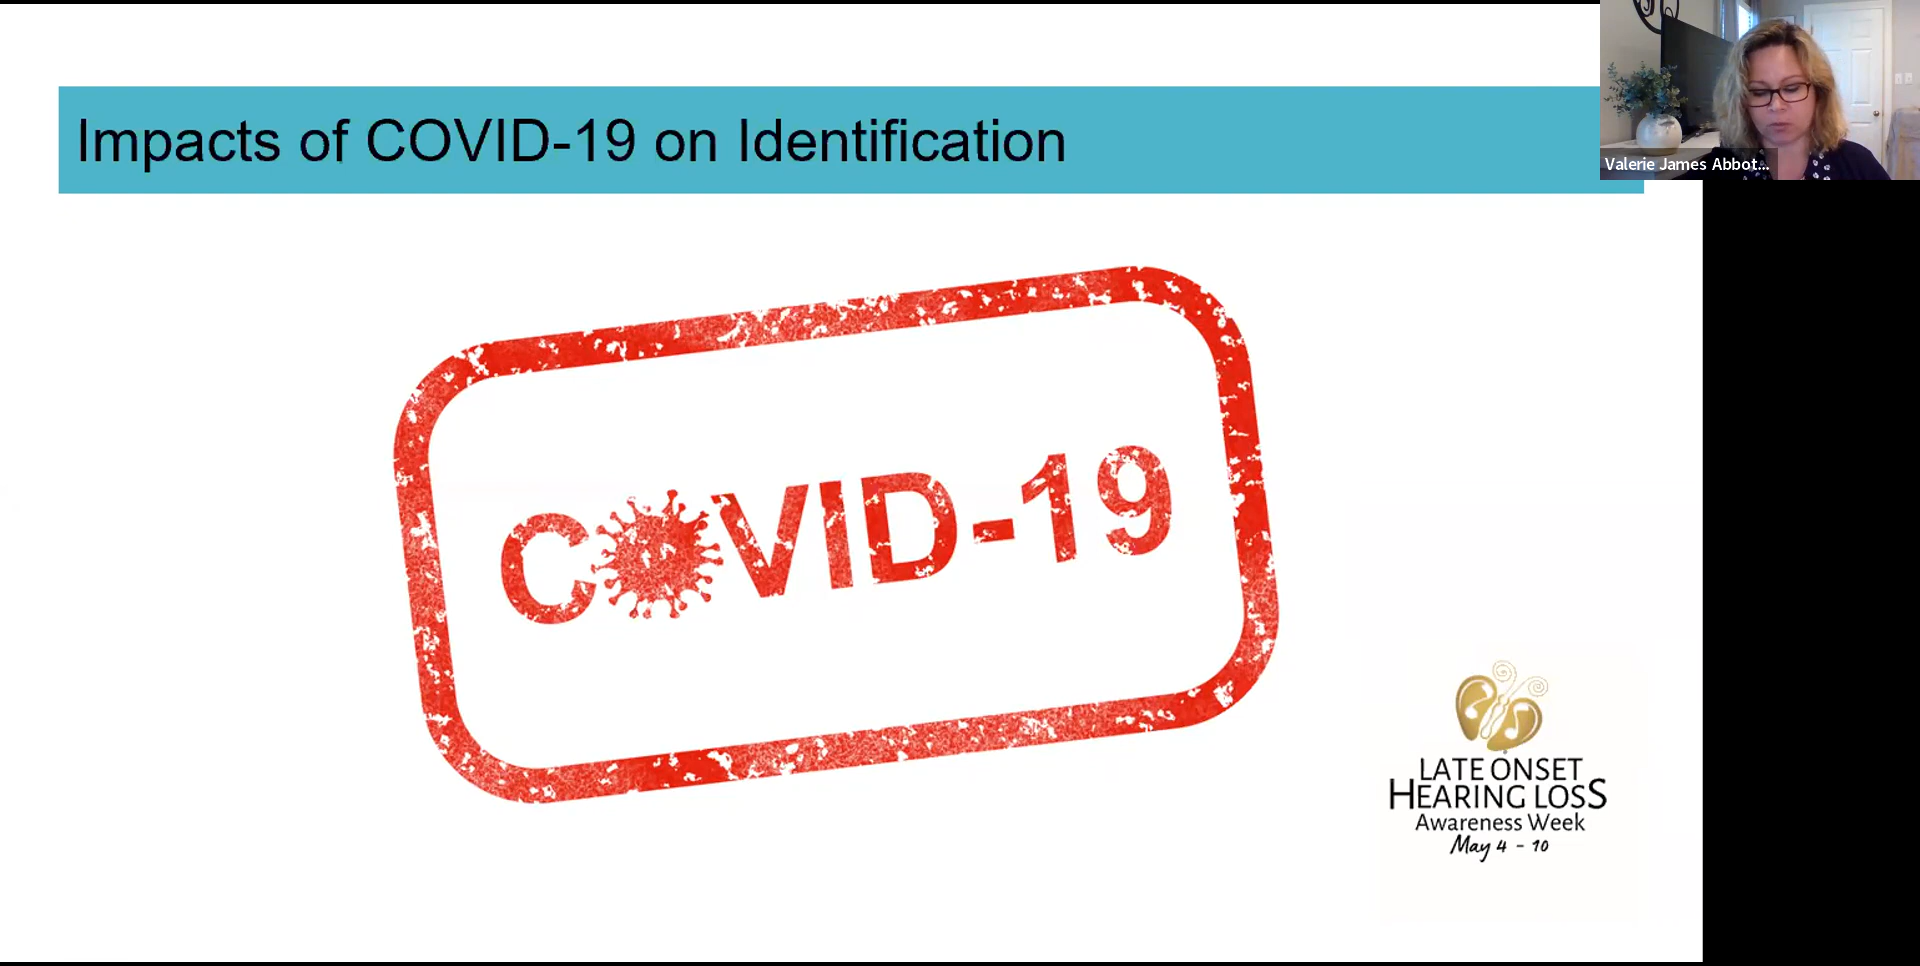 Impacts of COVID-19 on Identification
Valerie James Abbot...
COVID-19
LATE ONSET
HEARING LOSS
Awareness Week
May 4 - 10